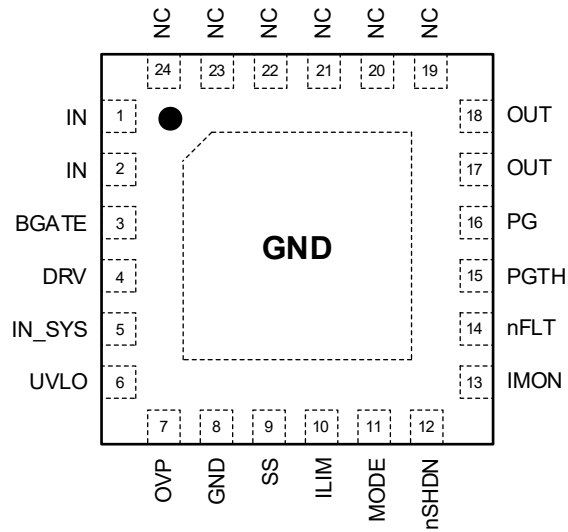 NC NC NC NC NC NC
24 23 22 21 20 19
IN 1 18 OUT
IN 2 17 OUT
BGATE 3 16 PG
GND
DRV 4 15 PGTH
IN_SYS 5 14 nFLT
UVLO 6 13 IMON
7 8 9 10 11 12
OVP GND SS ILIM MODE nSHDN